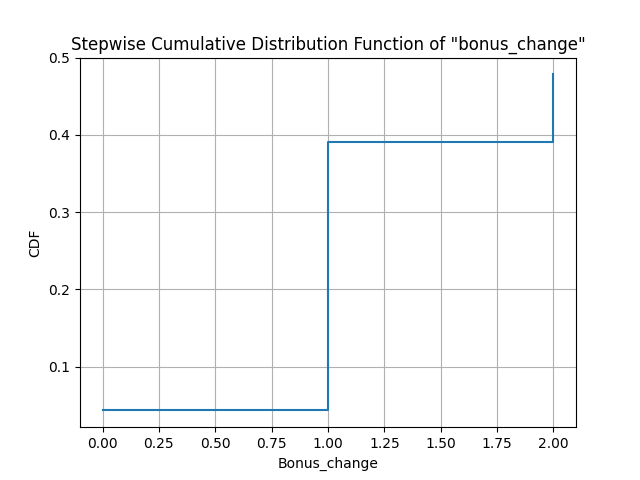 Stepwise Cumulative Distribution Function of "bonus_change"
0.5
0.4
0.3
0.2
0.1
CDF
0.00 0.25 0.50 0.75 1.00 1.25 1.50 1.75 2.00
Bonus_change